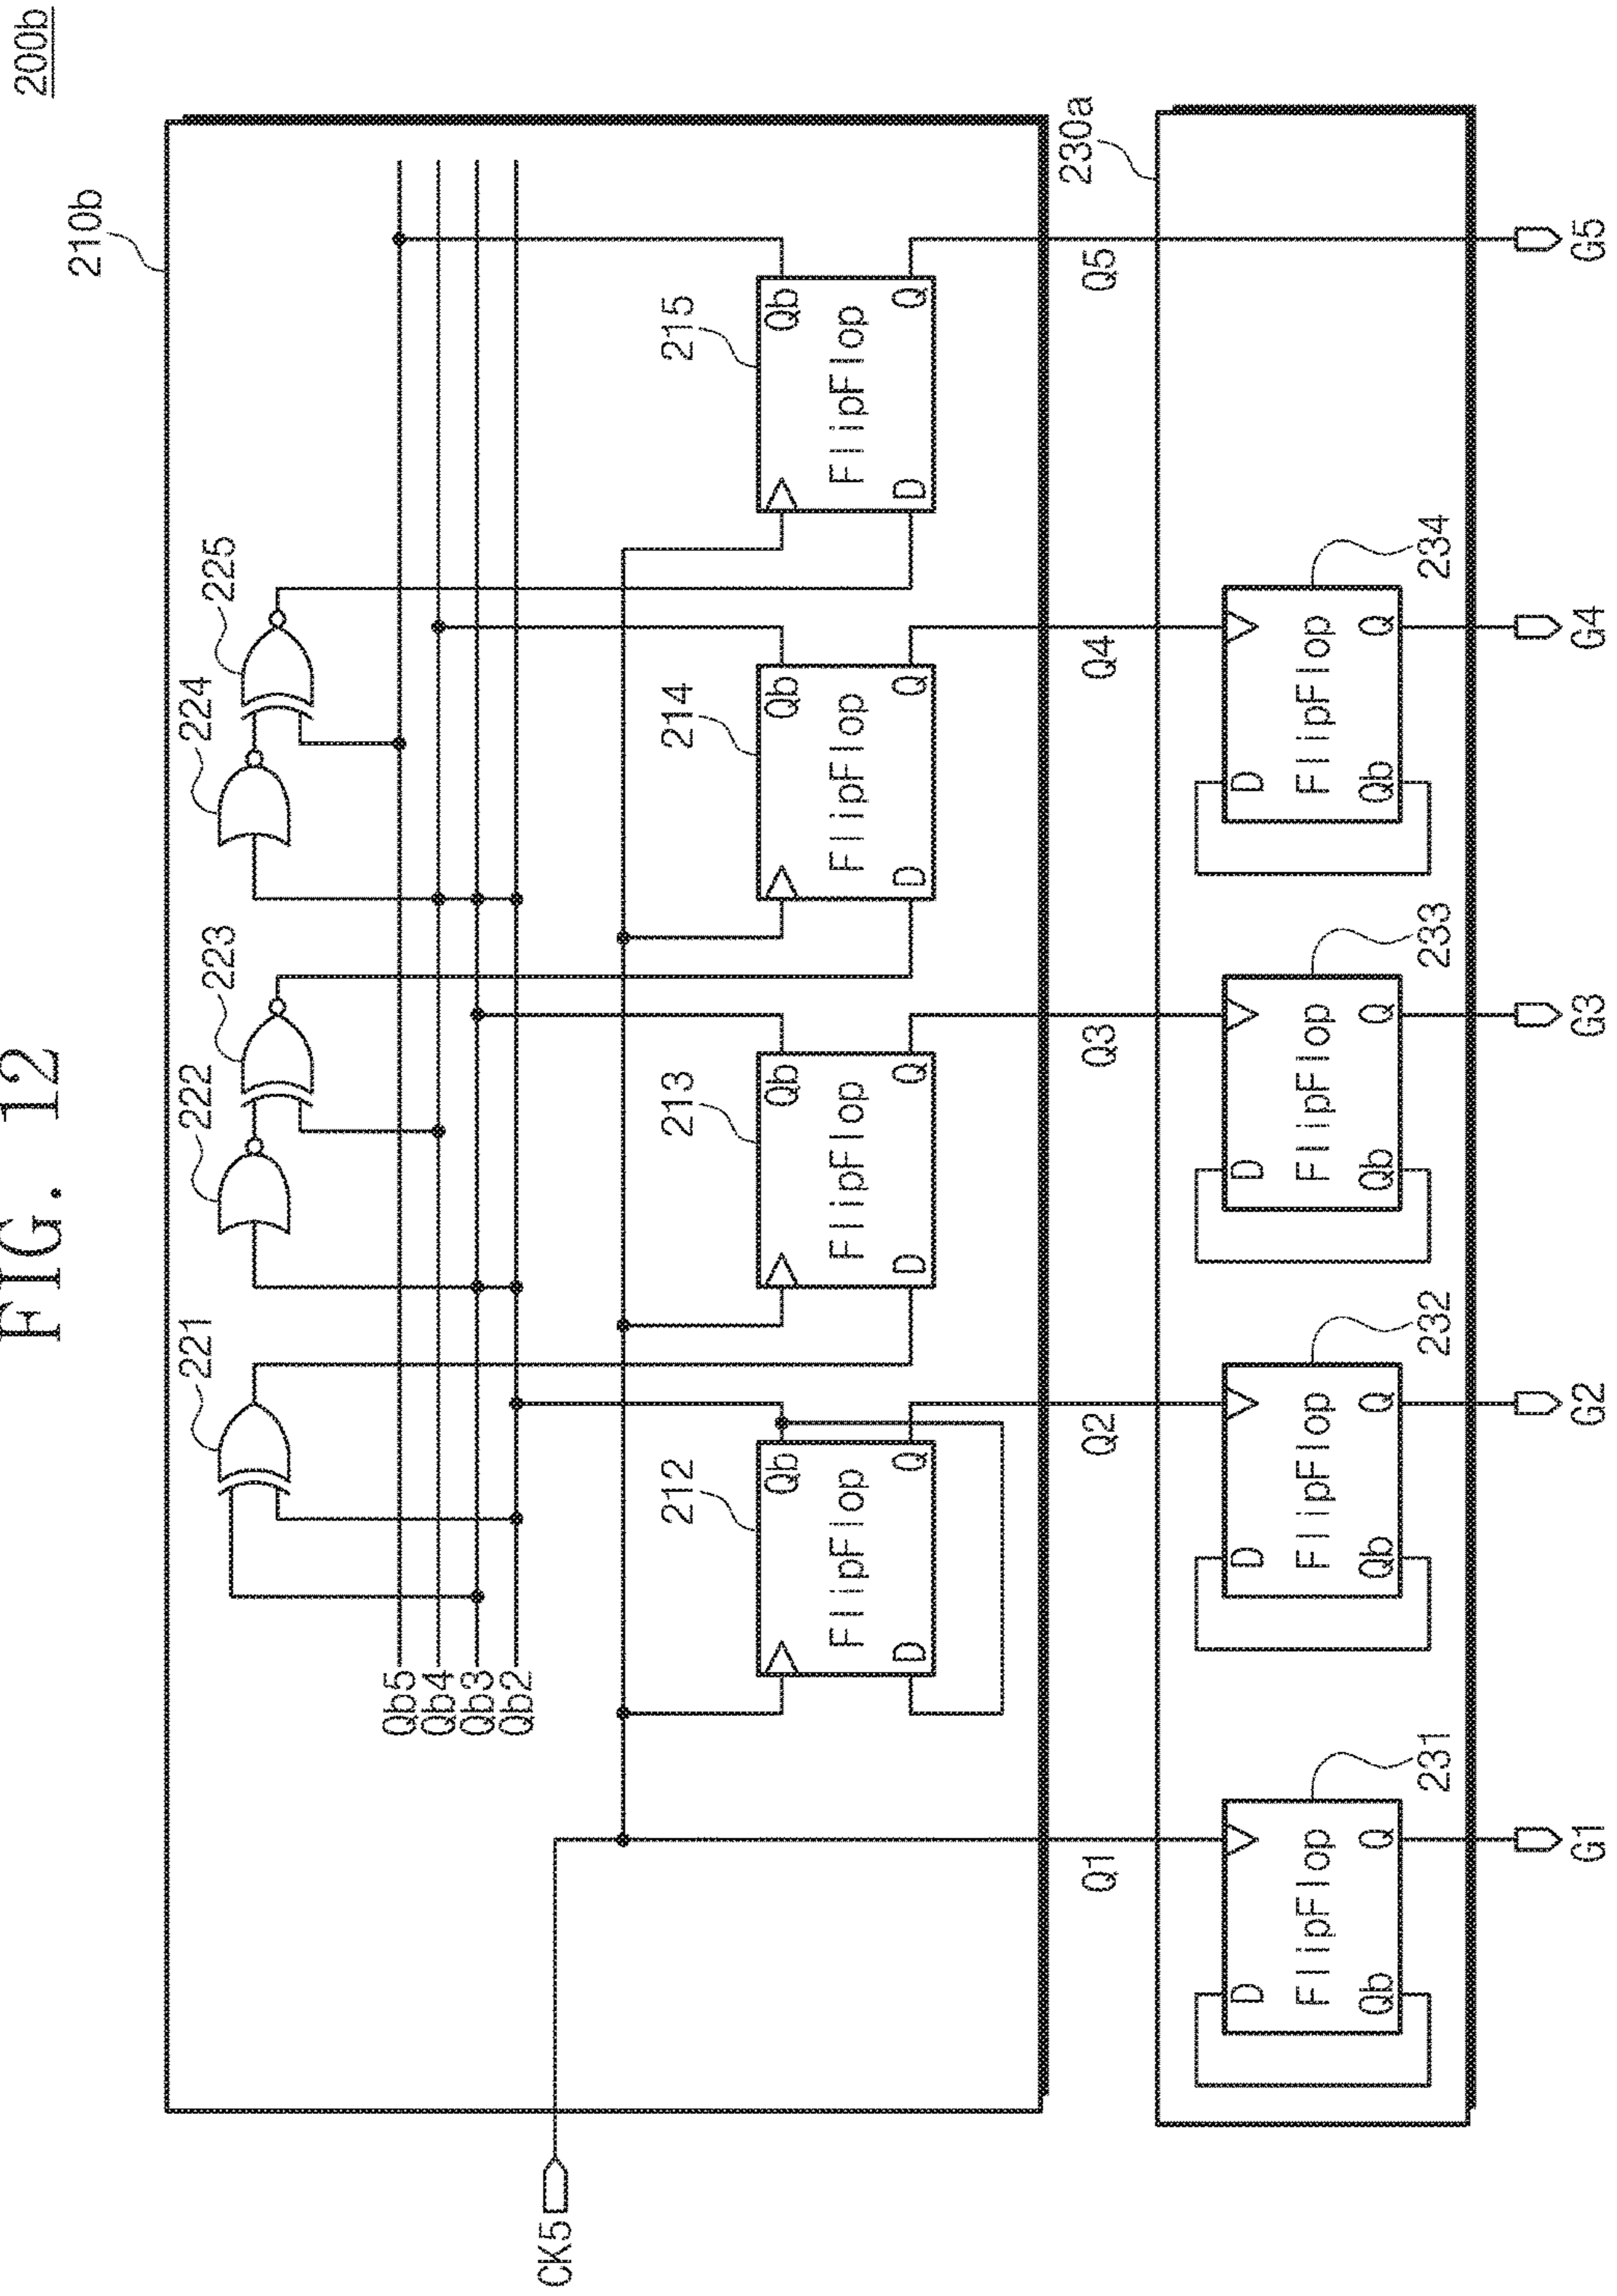 FIG. 12
200b
210b
221
222
223
224
225
Qb5
Qb4
Qb3
Qb2
CK5
212
213
214
215
Qb
FlipFlop
D
Q
Qb
FlipFlop
D
Q
Qb
FlipFlop
D
Q
Qb
FlipFlop
D
Q
Q1
Q2
Q3
Q4
Q5
230a
D
FlipFlop
Qb
Q
D
FlipFlop
Qb
Q
D
FlipFlop
Qb
Q
D
FlipFlop
Qb
Q
231
232
233
234
G1
G2
G3
G4
G5